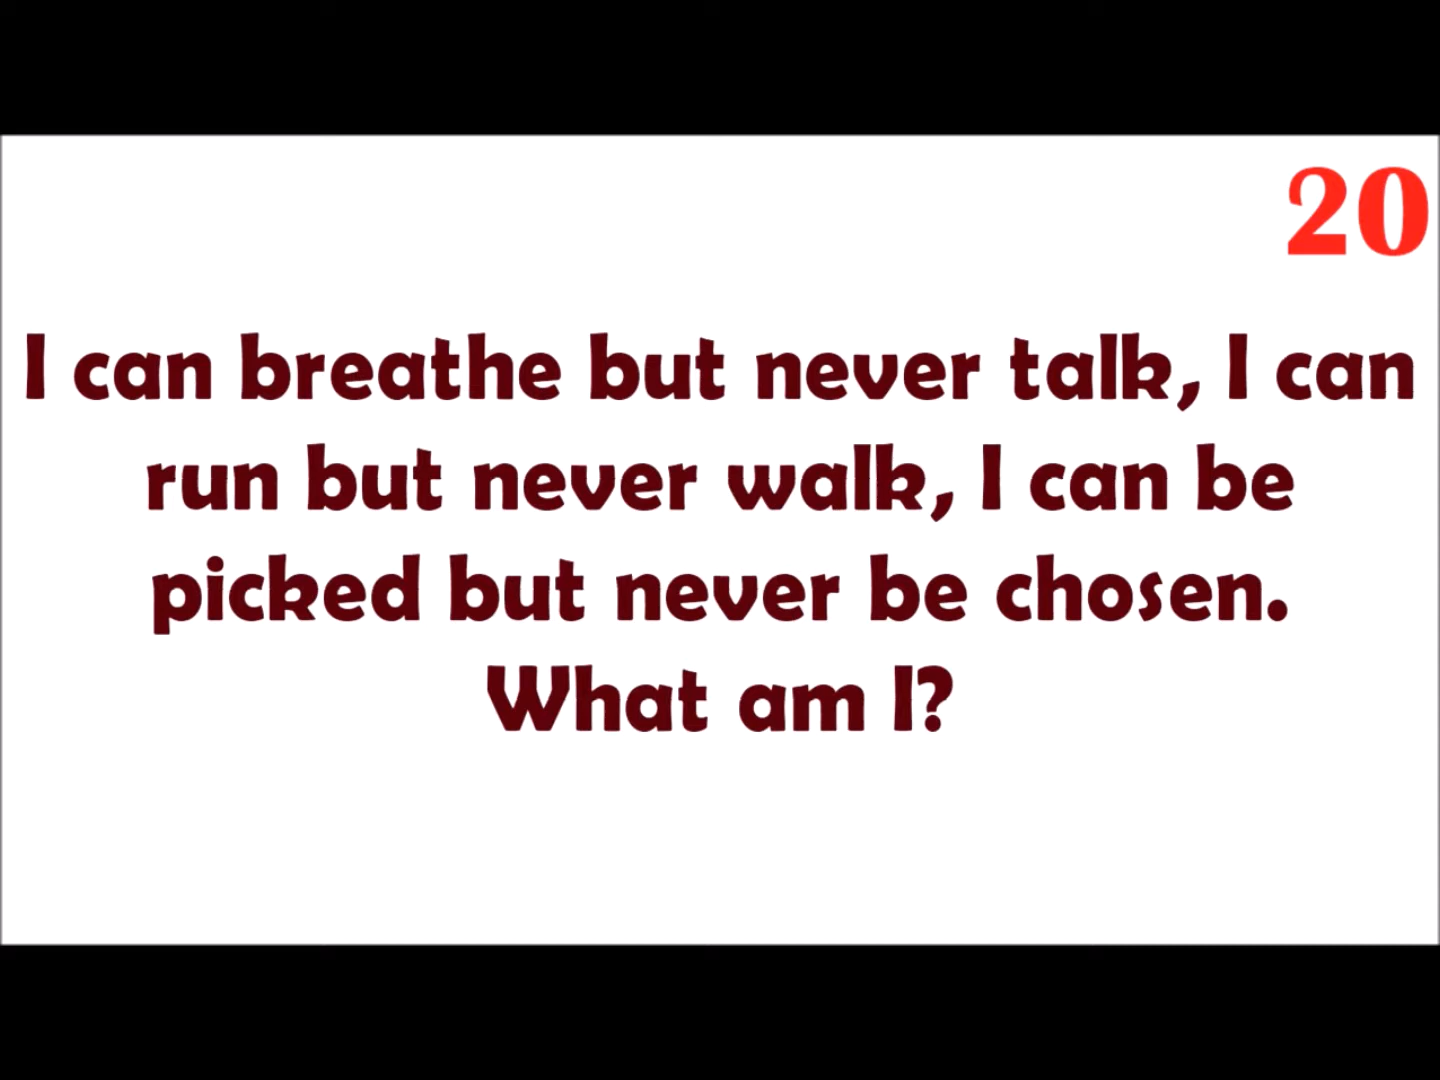 20
I can breathe but never talk, I can
run but never walk, I can be
picked but never be chosen.
What am I?